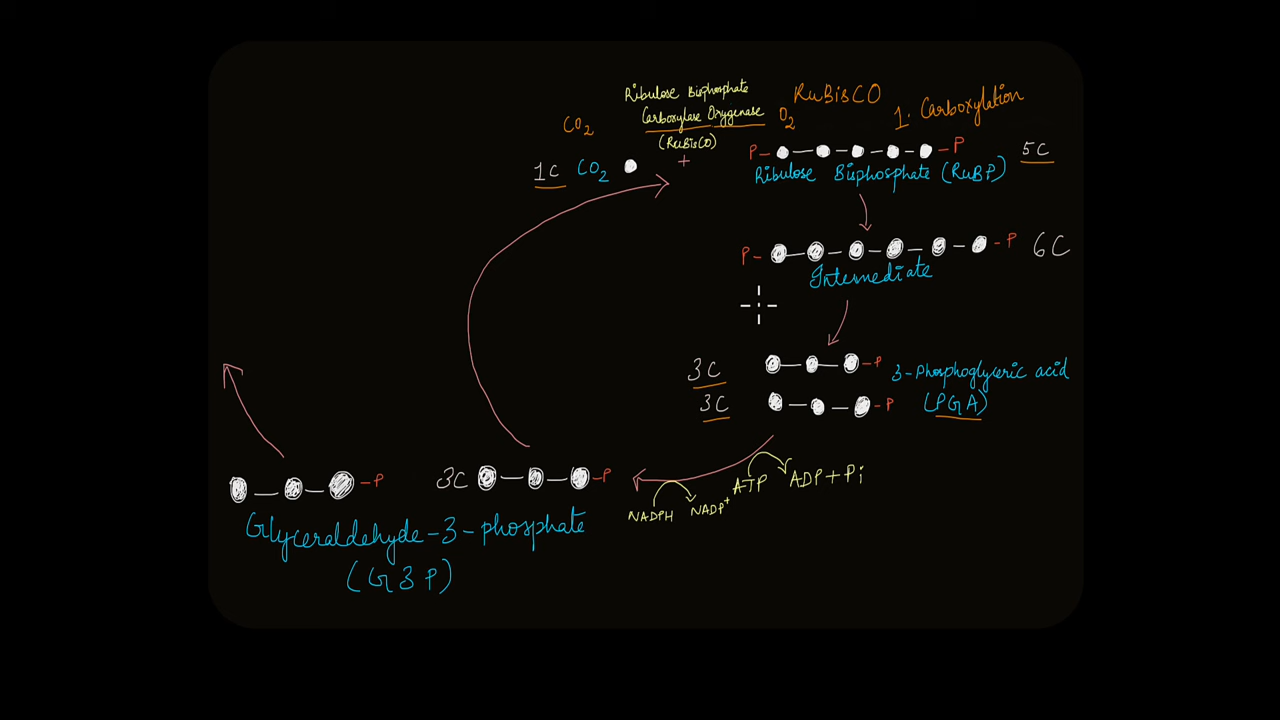 Ribulose Bisphosphate
Carboxylase Oxygenase
(RuBisCO)
CO2
O2
RuBisCO
1. Carboxylation
1C CO2
+
P P 5C
Ribulose Bisphosphate (RuBP)
P P 6C
Intermediate
3C P
3C P
3-Phosphoglyceric acid
(PGA)
ATP ADP + Pi
NADPH NADP+
P 3C P
Glyceraldehyde-3-phosphate
(G3P)